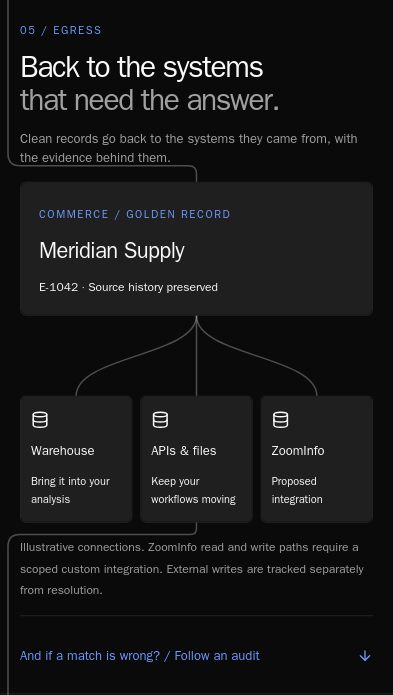 05 / EGRESS
Back to the systems
that need the answer.
Clean records go back to the systems they came from, with
the evidence behind them.
COMMERCE / GOLDEN RECORD
Meridian Supply
E-1042 · Source history preserved
Warehouse
Bring it into your
analysis
APIs & files
Keep your
workflows moving
ZoomInfo
Proposed
integration
Illustrative connections. ZoomInfo read and write paths require a
scoped custom integration. External writes are tracked separately
from resolution.
And if a match is wrong? / Follow an audit